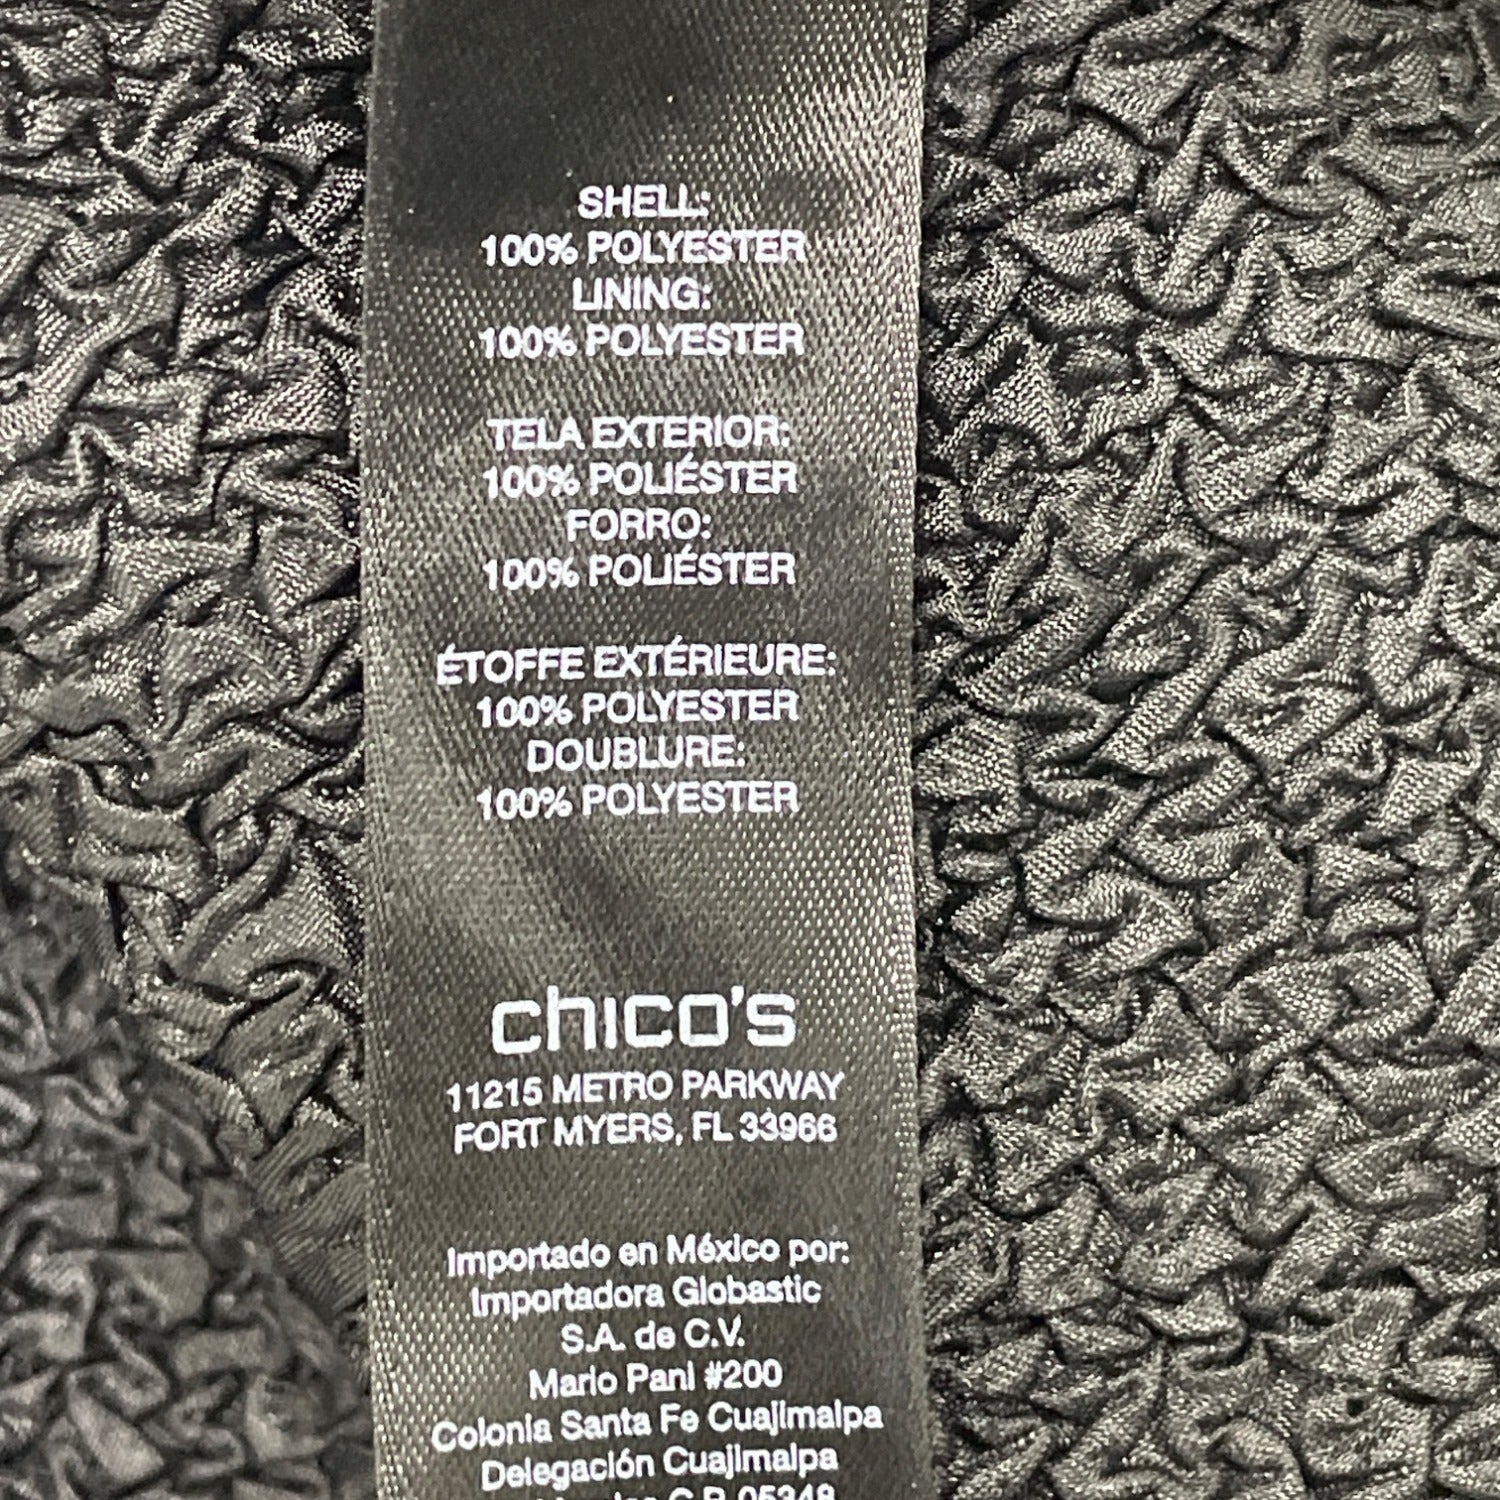 SHELL:
100% POLYESTER
LINING:
100% POLYESTER
TELA EXTERIOR:
100% POLIÉSTER
FORRO:
100% POLIÉSTER
ÉTOFFE EXTÉRIEURE:
100% POLYESTER
DOUBLURE:
100% POLYESTER
chico's
11215 METRO PARKWAY
FORT MYERS, FL 33966
Importado en México por:
Importadora Globastic
S.A. de C.V.
Mario Pani #200
Colonia Santa Fe Cuajimalpa
Delegación Cuajimalpa
C.P. 05348